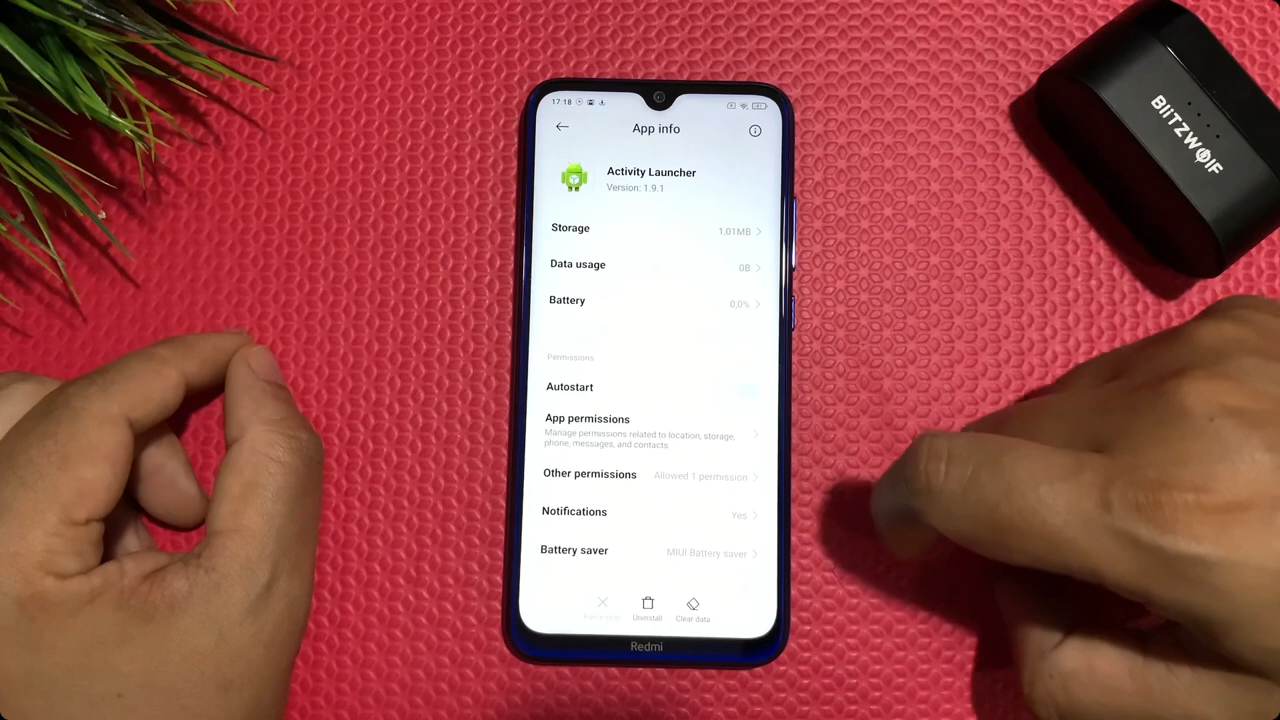 17:18
App info
Activity Launcher
Version: 1.9.1
Storage 1,01MB
Data usage 0B
Battery 0,0%
Permissions
Autostart
App permissions
Manage permissions related to location, storage,
phone, messages, and contacts.
Other permissions Allowed 1 permission
Notifications Yes
Battery saver MIUI Battery saver
Force stop Uninstall Clear data
Redmi
BLiTZWOlF